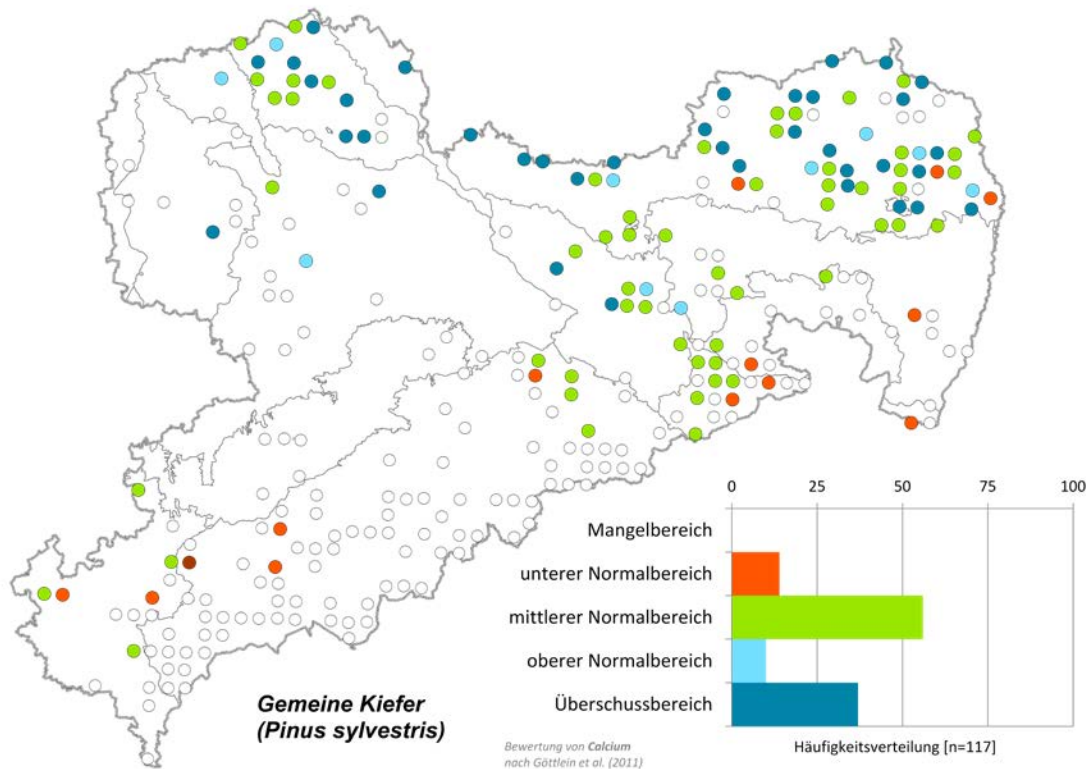 0 25 50 75 100
Mangelbereich
unterer Normalbereich
mittlerer Normalbereich
oberer Normalbereich
Überschussbereich
Häufigkeitsverteilung [n=117]
Gemeine Kiefer
(Pinus sylvestris)
Bewertung von Calcium
nach Göttlein et al. (2011)